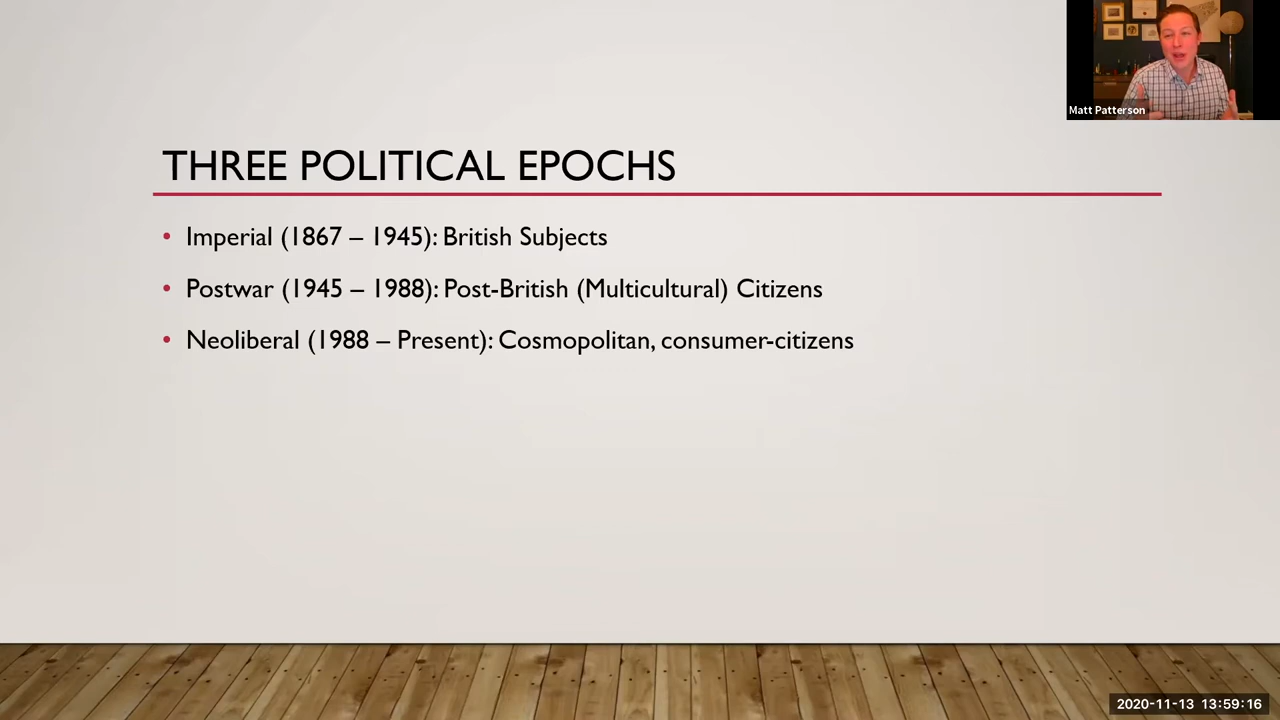 Matt Patterson
THREE POLITICAL EPOCHS
• Imperial (1867 – 1945): British Subjects
• Postwar (1945 – 1988): Post-British (Multicultural) Citizens
• Neoliberal (1988 – Present): Cosmopolitan, consumer-citizens
2020-11-13 13:59:16